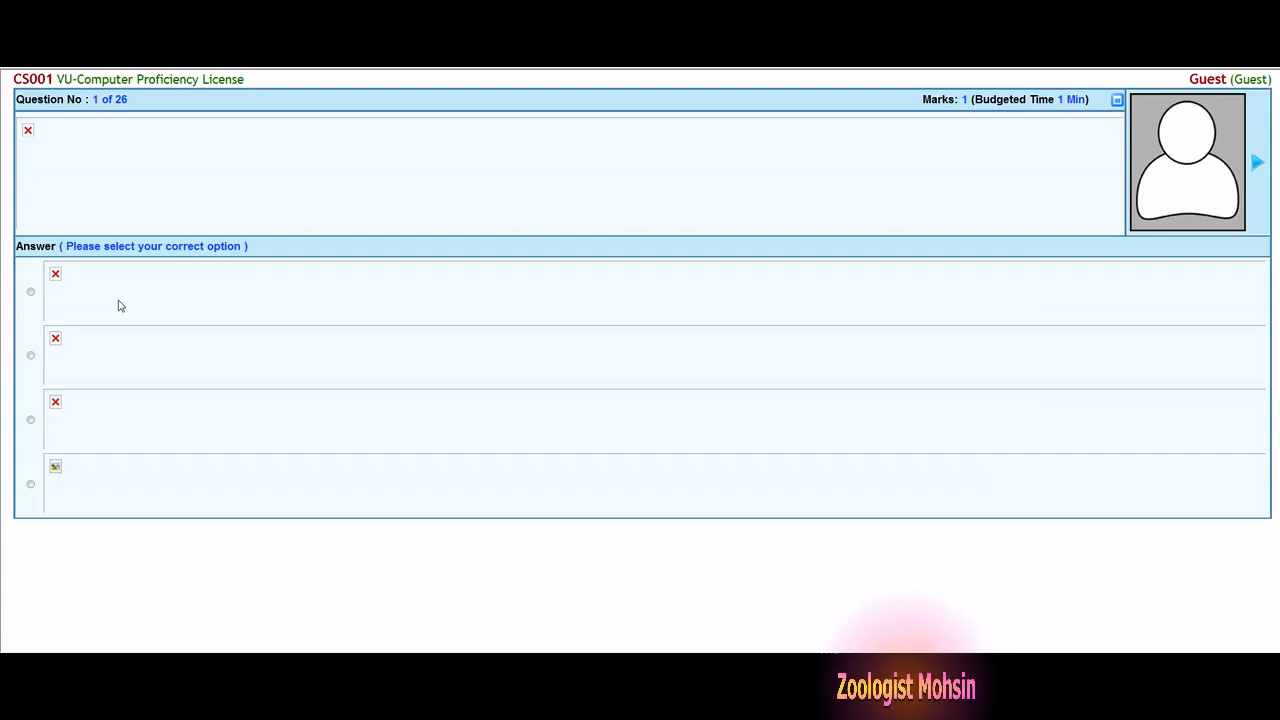 CS001 VU-Computer Proficiency License
Guest (Guest)
Question No : 1 of 26
Marks: 1 (Budgeted Time 1 Min)
Answer ( Please select your correct option )
Zoologist Mohsin